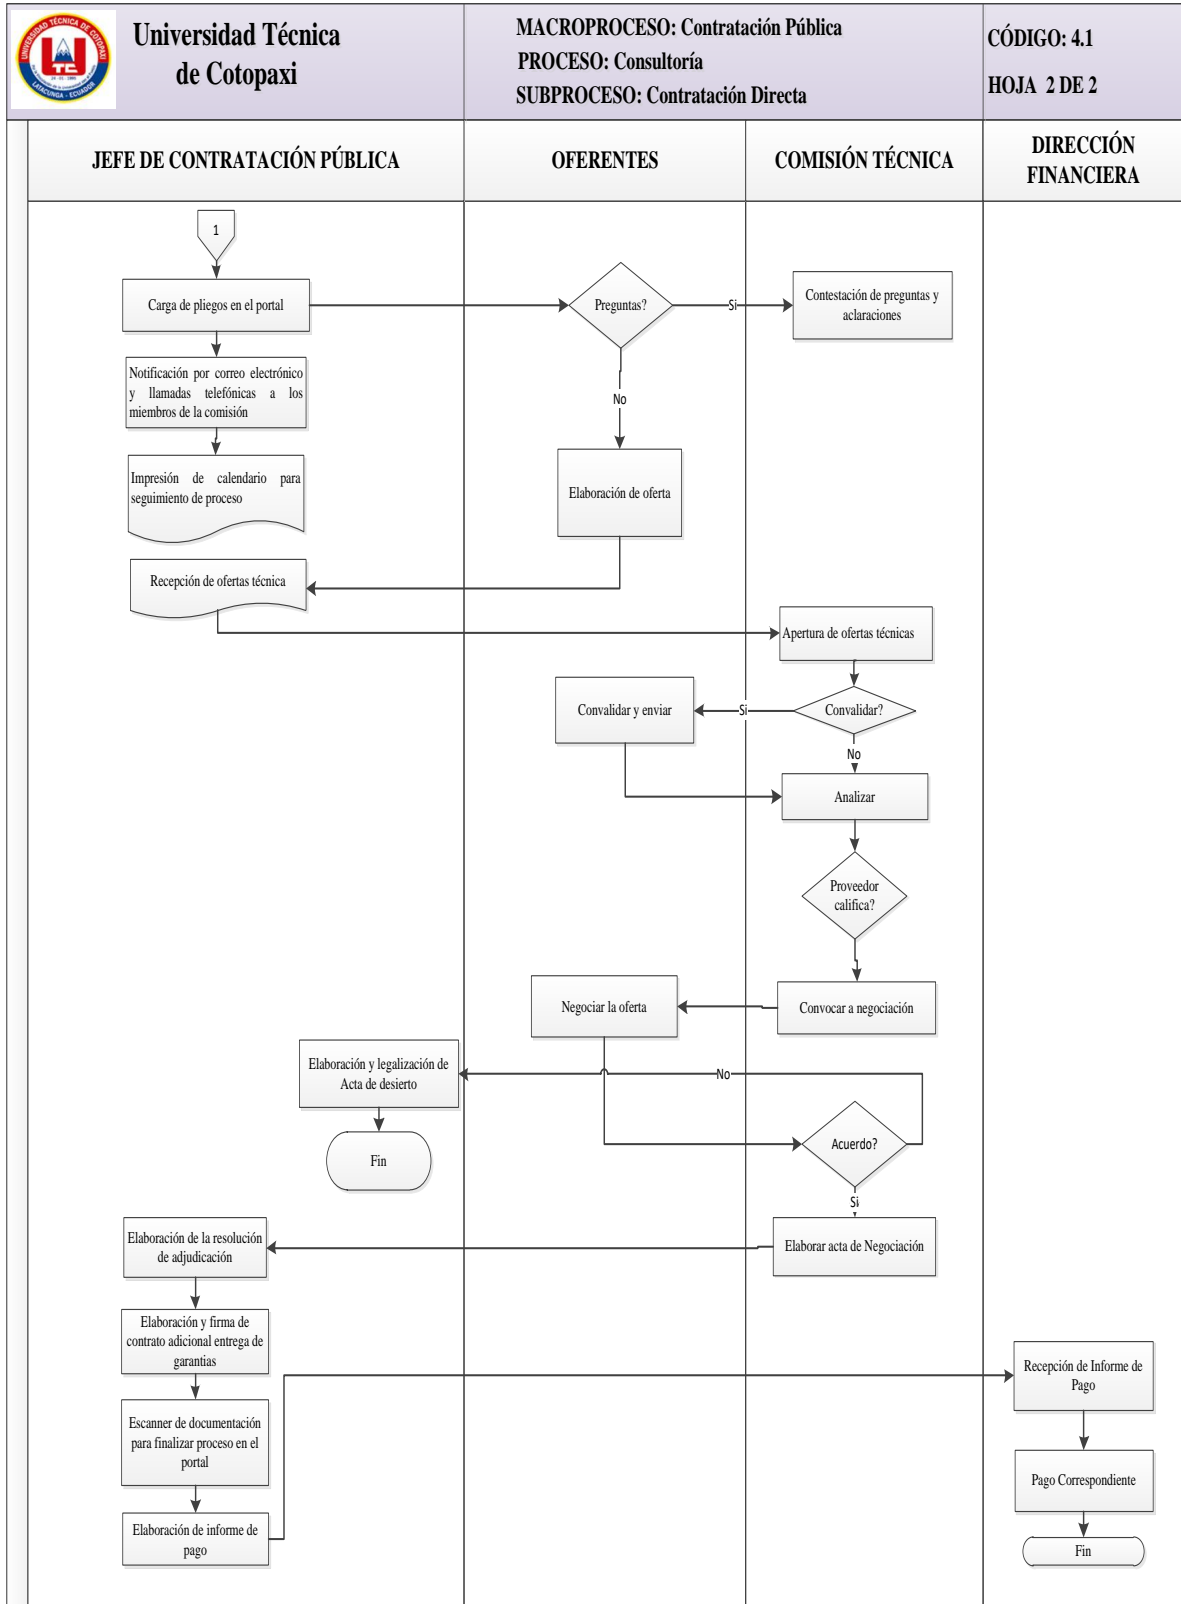 UNIVERSIDAD TÉCNICA DE COTOPAXI
UTC
LATACUNGA - ECUADOR
Universidad Técnica
de Cotopaxi
MACROPROCESO: Contratación Pública
PROCESO: Consultoría
SUBPROCESO: Contratación Directa
CÓDIGO: 4.1
HOJA 2 DE 2
JEFE DE CONTRATACIÓN PÚBLICA
OFERENTES
COMISIÓN TÉCNICA
DIRECCIÓN
FINANCIERA
1
Carga de pliegos en el portal
Preguntas?
Si
Contestación de preguntas y
aclaraciones
Notificación por correo electrónico
y llamadas telefónicas a los
miembros de la comisión
No
Impresión de calendario para
seguimiento de proceso
Elaboración de oferta
Recepción de ofertas técnica
Apertura de ofertas técnicas
Convalidar y enviar
Si
Convalidar?
No
Analizar
Proveedor
califica?
Negociar la oferta
Convocar a negociación
Elaboración y legalización de
Acta de desierto
No
Acuerdo?
Fin
Si
Elaboración de la resolución
de adjudicación
Elaborar acta de Negociación
Elaboración y firma de
contrato adicional entrega de
garantias
Recepción de Informe de
Pago
Escanner de documentación
para finalizar proceso en el
portal
Pago Correspondiente
Elaboración de informe de
pago
Fin